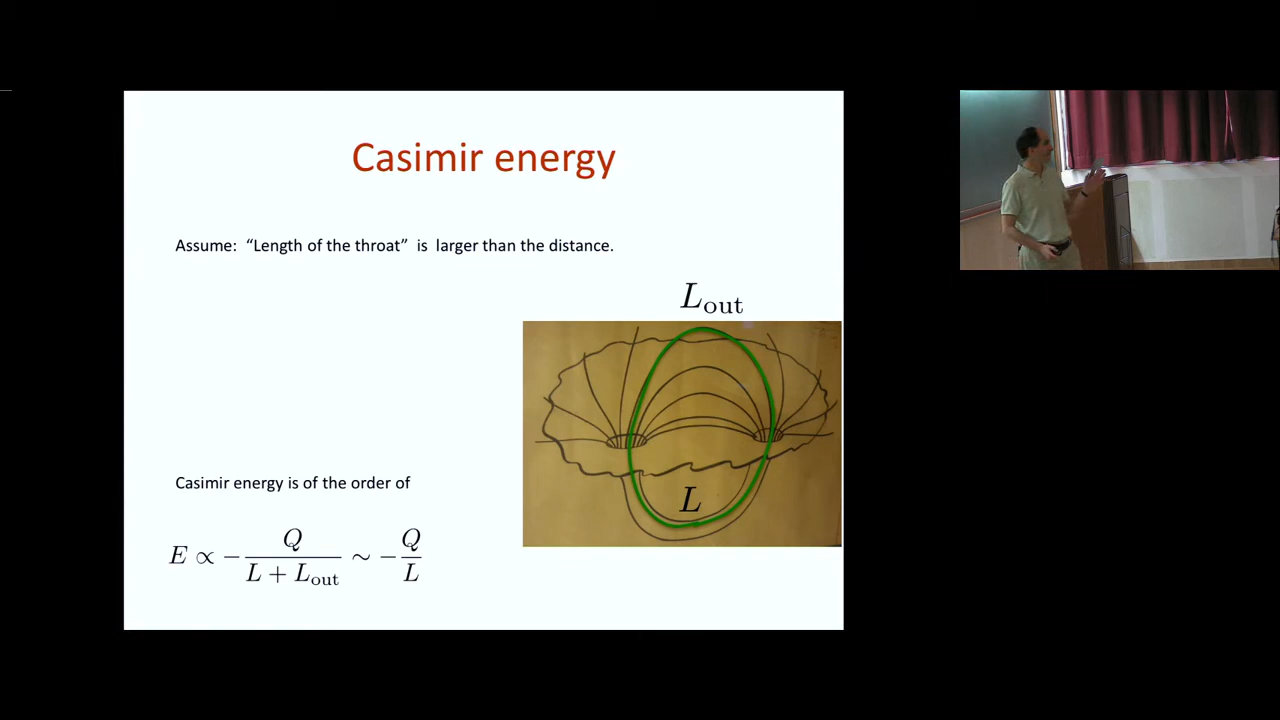 Casimir energy
Assume: “Length of the throat” is larger than the distance.
L_out
L
Casimir energy is of the order of
E ∝ − Q / (L + L_out) ∼ − Q / L